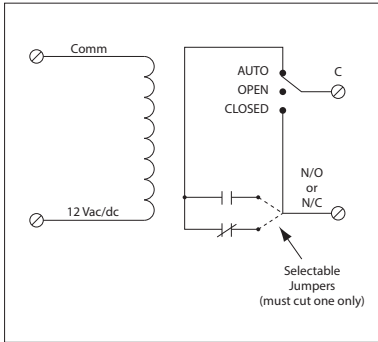 Comm
12 Vac/dc
AUTO
OPEN
CLOSED
C
N/O
or
N/C
Selectable
Jumpers
(must cut one only)